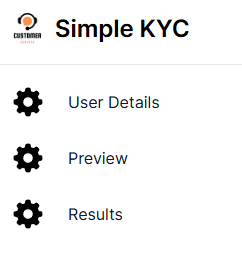 CUSTOMER
Simple KYC
User Details
Preview
Results